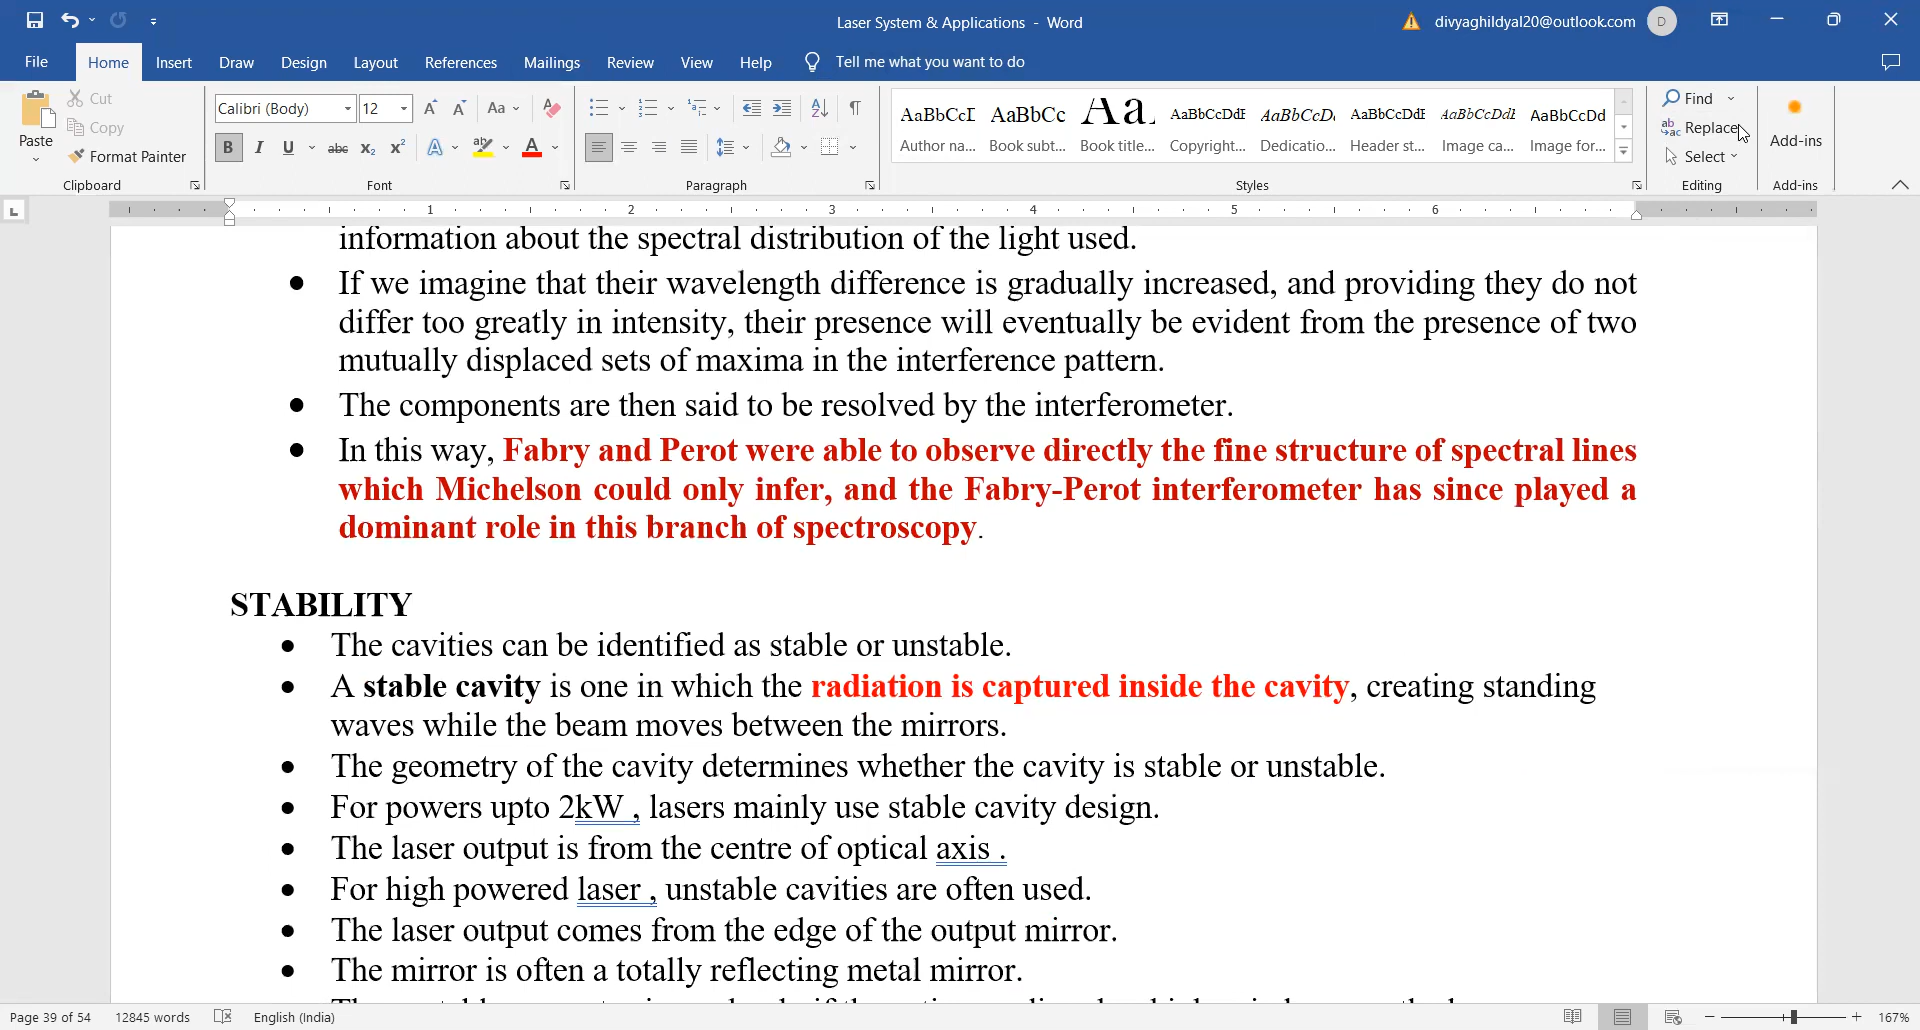 Laser System & Applications - Word
divyaghildyal20@outlook.com
D
File Home Insert Draw Design Layout References Mailings Review View Help Tell me what you want to do
Paste
Cut
Copy
Format Painter
Clipboard
Calibri (Body) 12
Font
Paragraph
AaBbCcI AaBbCc Aa. AaBbCcDdE AaBbCcD AaBbCcDdE AaBbCcDdE AaBbCcDd
Author na... Book subt... Book title... Copyright... Dedicatio... Header st... Image ca... Image for...
Styles
Find
Replace
Select
Editing
Add-ins
Add-ins
1 2 3 4 5 6
information about the spectral distribution of the light used.
• If we imagine that their wavelength difference is gradually increased, and providing they do not
differ too greatly in intensity, their presence will eventually be evident from the presence of two
mutually displaced sets of maxima in the interference pattern.
• The components are then said to be resolved by the interferometer.
• In this way, Fabry and Perot were able to observe directly the fine structure of spectral lines
which Michelson could only infer, and the Fabry-Perot interferometer has since played a
dominant role in this branch of spectroscopy.
STABILITY
• The cavities can be identified as stable or unstable.
• A stable cavity is one in which the radiation is captured inside the cavity, creating standing
waves while the beam moves between the mirrors.
• The geometry of the cavity determines whether the cavity is stable or unstable.
• For powers upto 2kW , lasers mainly use stable cavity design.
• The laser output is from the centre of optical axis .
• For high powered laser , unstable cavities are often used.
• The laser output comes from the edge of the output mirror.
• The mirror is often a totally reflecting metal mirror.
Page 39 of 54 12845 words English (India) 167%